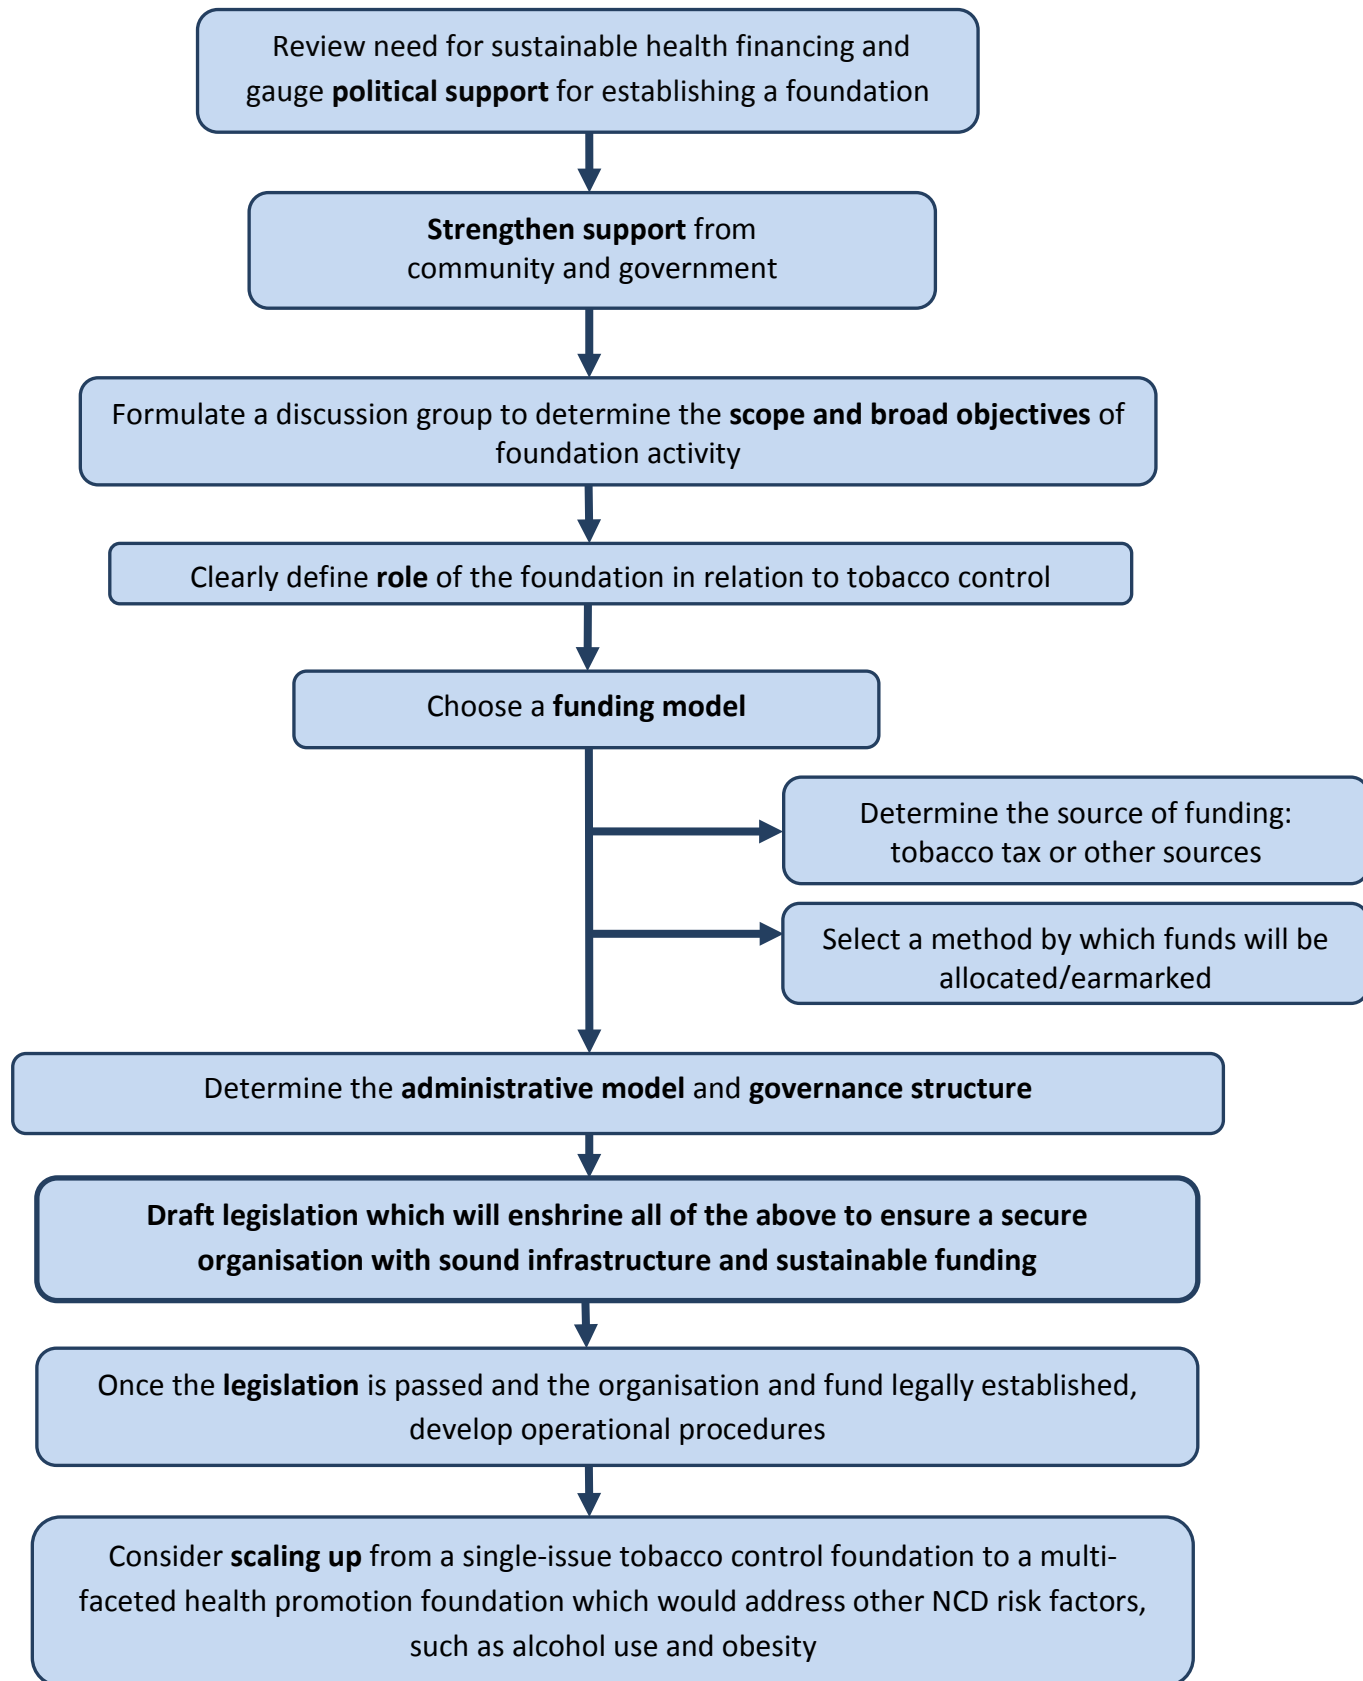 Review need for sustainable health financing and
gauge political support for establishing a foundation
Strengthen support from
community and government
Formulate a discussion group to determine the scope and broad objectives of
foundation activity
Clearly define role of the foundation in relation to tobacco control
Choose a funding model
Determine the source of funding:
tobacco tax or other sources
Select a method by which funds will be
allocated/earmarked
Determine the administrative model and governance structure
Draft legislation which will enshrine all of the above to ensure a secure
organisation with sound infrastructure and sustainable funding
Once the legislation is passed and the organisation and fund legally established,
develop operational procedures
Consider scaling up from a single-issue tobacco control foundation to a multi-
faceted health promotion foundation which would address other NCD risk factors,
such as alcohol use and obesity